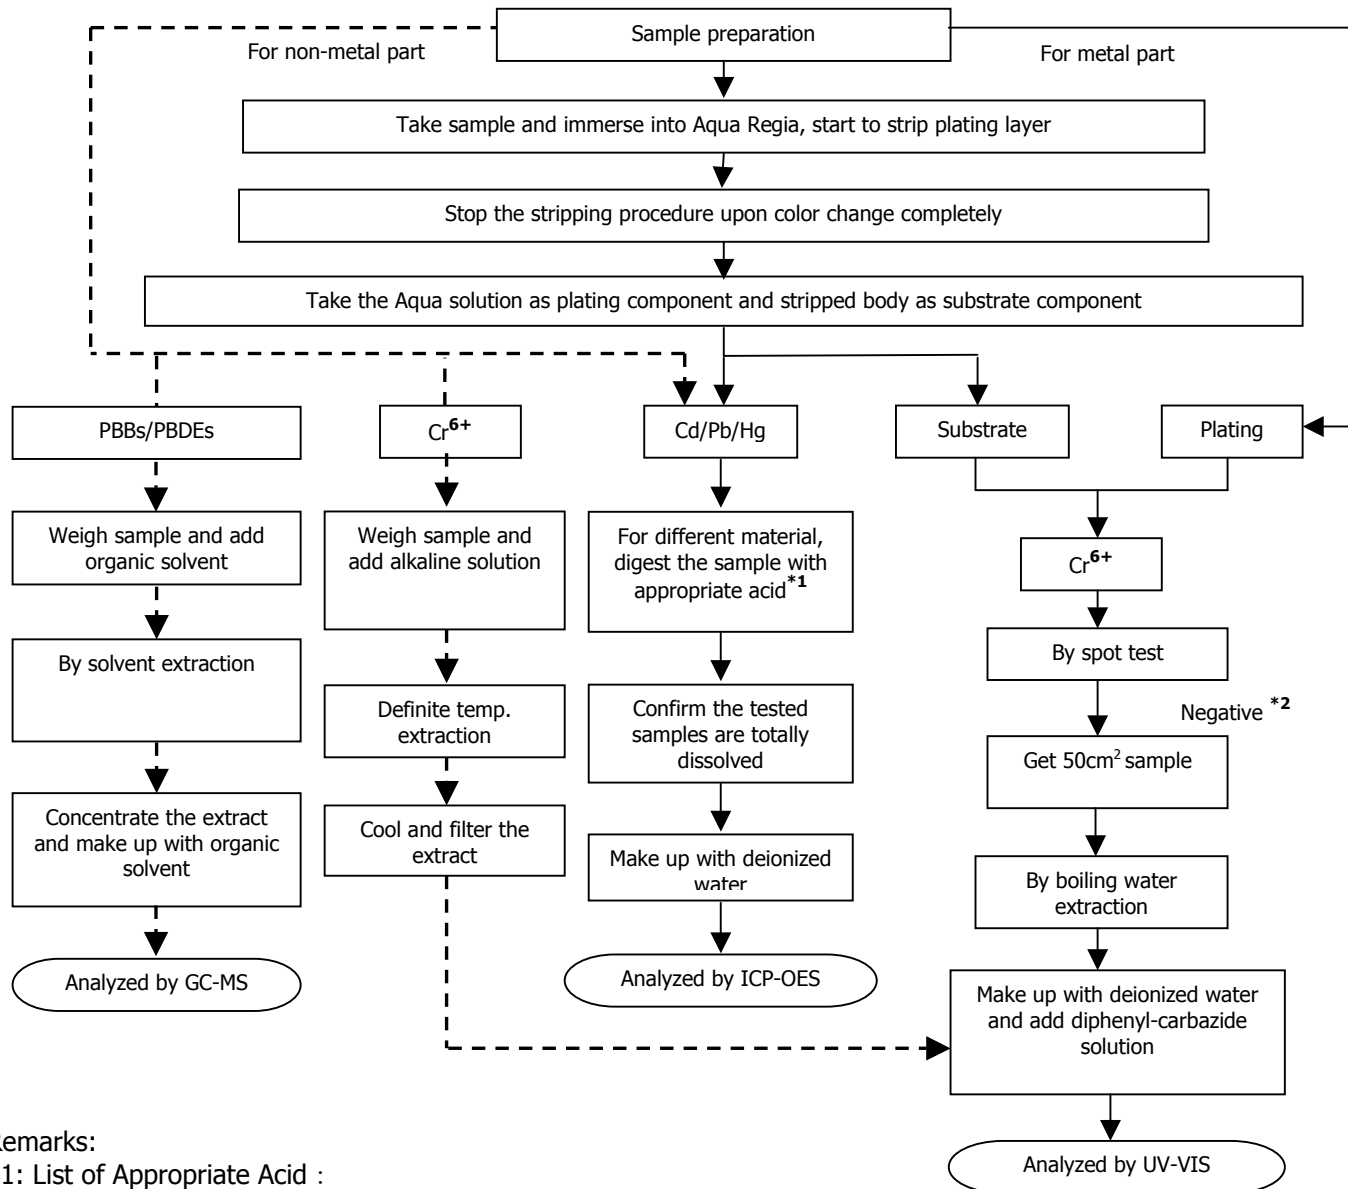 Sample preparation
For non-metal part
For metal part
Take sample and immerse into Aqua Regia, start to strip plating layer
Stop the stripping procedure upon color change completely
Take the Aqua solution as plating component and stripped body as substrate component
PBBs/PBDEs
Cr6+
Cd/Pb/Hg
Substrate
Plating
Weigh sample and add
organic solvent
Weigh sample and
add alkaline solution
For different material,
digest the sample with
appropriate acid*1
Cr6+
By solvent extraction
Definite temp.
extraction
Confirm the tested
samples are totally
dissolved
By spot test
Negative *2
Get 50cm2 sample
Concentrate the extract
and make up with organic
solvent
Cool and filter the
extract
Make up with deionized
water
By boiling water
extraction
Analyzed by GC-MS
Analyzed by ICP-OES
Make up with deionized water
and add diphenyl-carbazide
solution
Analyzed by UV-VIS
Remarks:
1: List of Appropriate Acid :